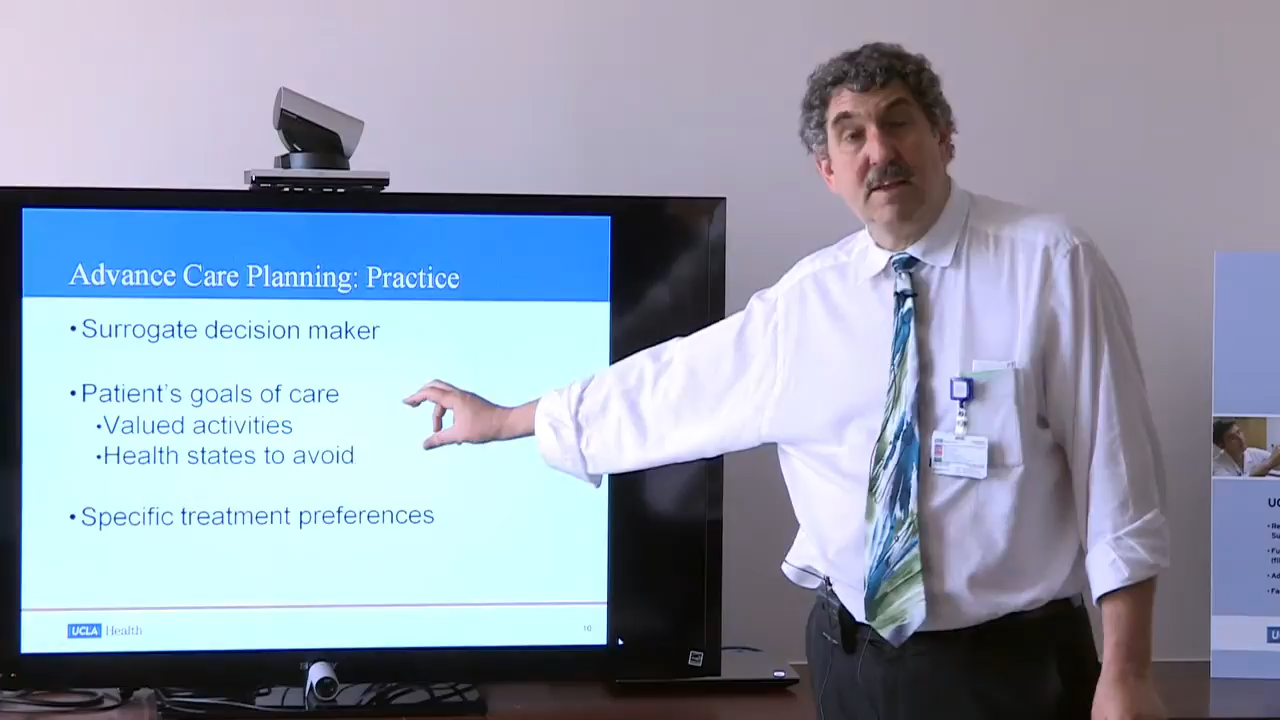 Advance Care Planning: Practice
•Surrogate decision maker
•Patient's goals of care
•Valued activities
•Health states to avoid
•Specific treatment preferences
UCLA Health
10